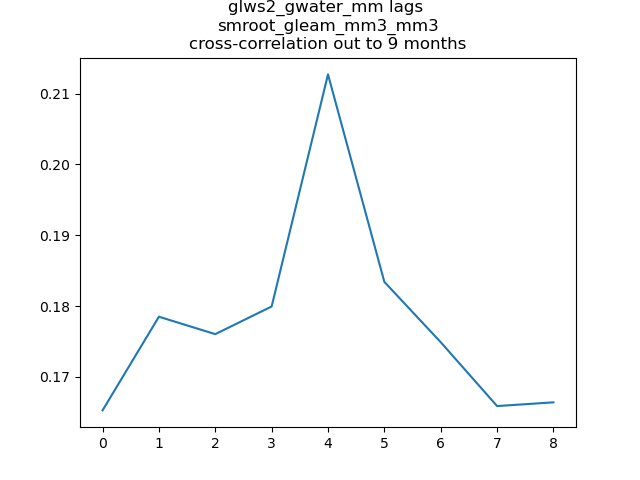 glws2_gwater_mm lags
smroot_gleam_mm3_mm3
cross-correlation out to 9 months
0.21
0.20
0.19
0.18
0.17
0 1 2 3 4 5 6 7 8